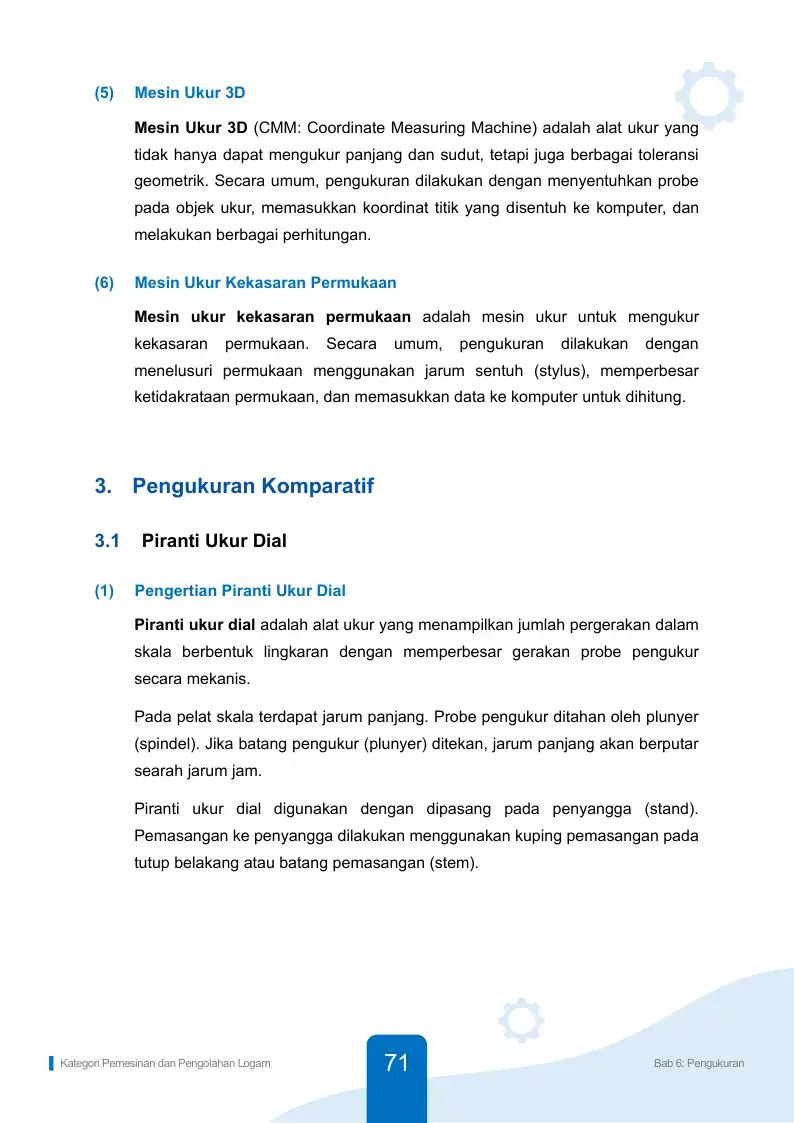 (5) Mesin Ukur 3D
Mesin Ukur 3D (CMM: Coordinate Measuring Machine) adalah alat ukur yang
tidak hanya dapat mengukur panjang dan sudut, tetapi juga berbagai toleransi
geometrik. Secara umum, pengukuran dilakukan dengan menyentuhkan probe
pada objek ukur, memasukkan koordinat titik yang disentuh ke komputer, dan
melakukan berbagai perhitungan.
(6) Mesin Ukur Kekasaran Permukaan
Mesin ukur kekasaran permukaan adalah mesin ukur untuk mengukur
kekasaran permukaan. Secara umum, pengukuran dilakukan dengan
menelusuri permukaan menggunakan jarum sentuh (stylus), memperbesar
ketidakrataan permukaan, dan memasukkan data ke komputer untuk dihitung.
3. Pengukuran Komparatif
3.1 Piranti Ukur Dial
(1) Pengertian Piranti Ukur Dial
Piranti ukur dial adalah alat ukur yang menampilkan jumlah pergerakan dalam
skala berbentuk lingkaran dengan memperbesar gerakan probe pengukur
secara mekanis.
Pada pelat skala terdapat jarum panjang. Probe pengukur ditahan oleh plunyer
(spindel). Jika batang pengukur (plunyer) ditekan, jarum panjang akan berputar
searah jarum jam.
Piranti ukur dial digunakan dengan dipasang pada penyangga (stand).
Pemasangan ke penyangga dilakukan menggunakan kuping pemasangan pada
tutup belakang atau batang pemasangan (stem).
Kategori Pemesinan dan Pengolahan Logam
71
Bab 6: Pengukuran